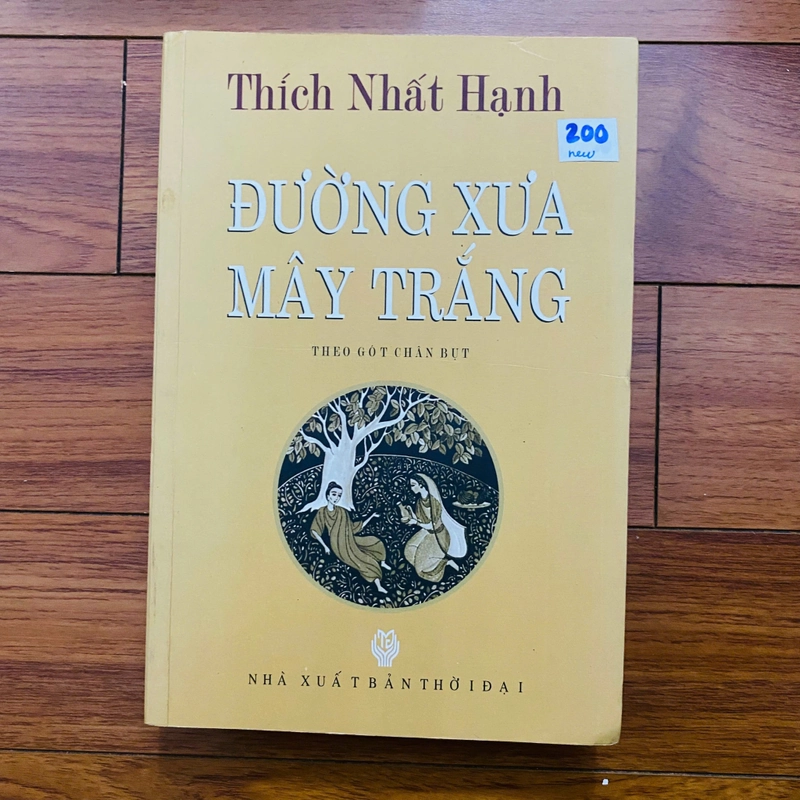 Thích Nhất Hạnh
200
new
ĐƯỜNG XƯA
MÂY TRẮNG
THEO GÓT CHÂN BỤT
NHÀ XUẤT BẢN THỜI ĐẠI